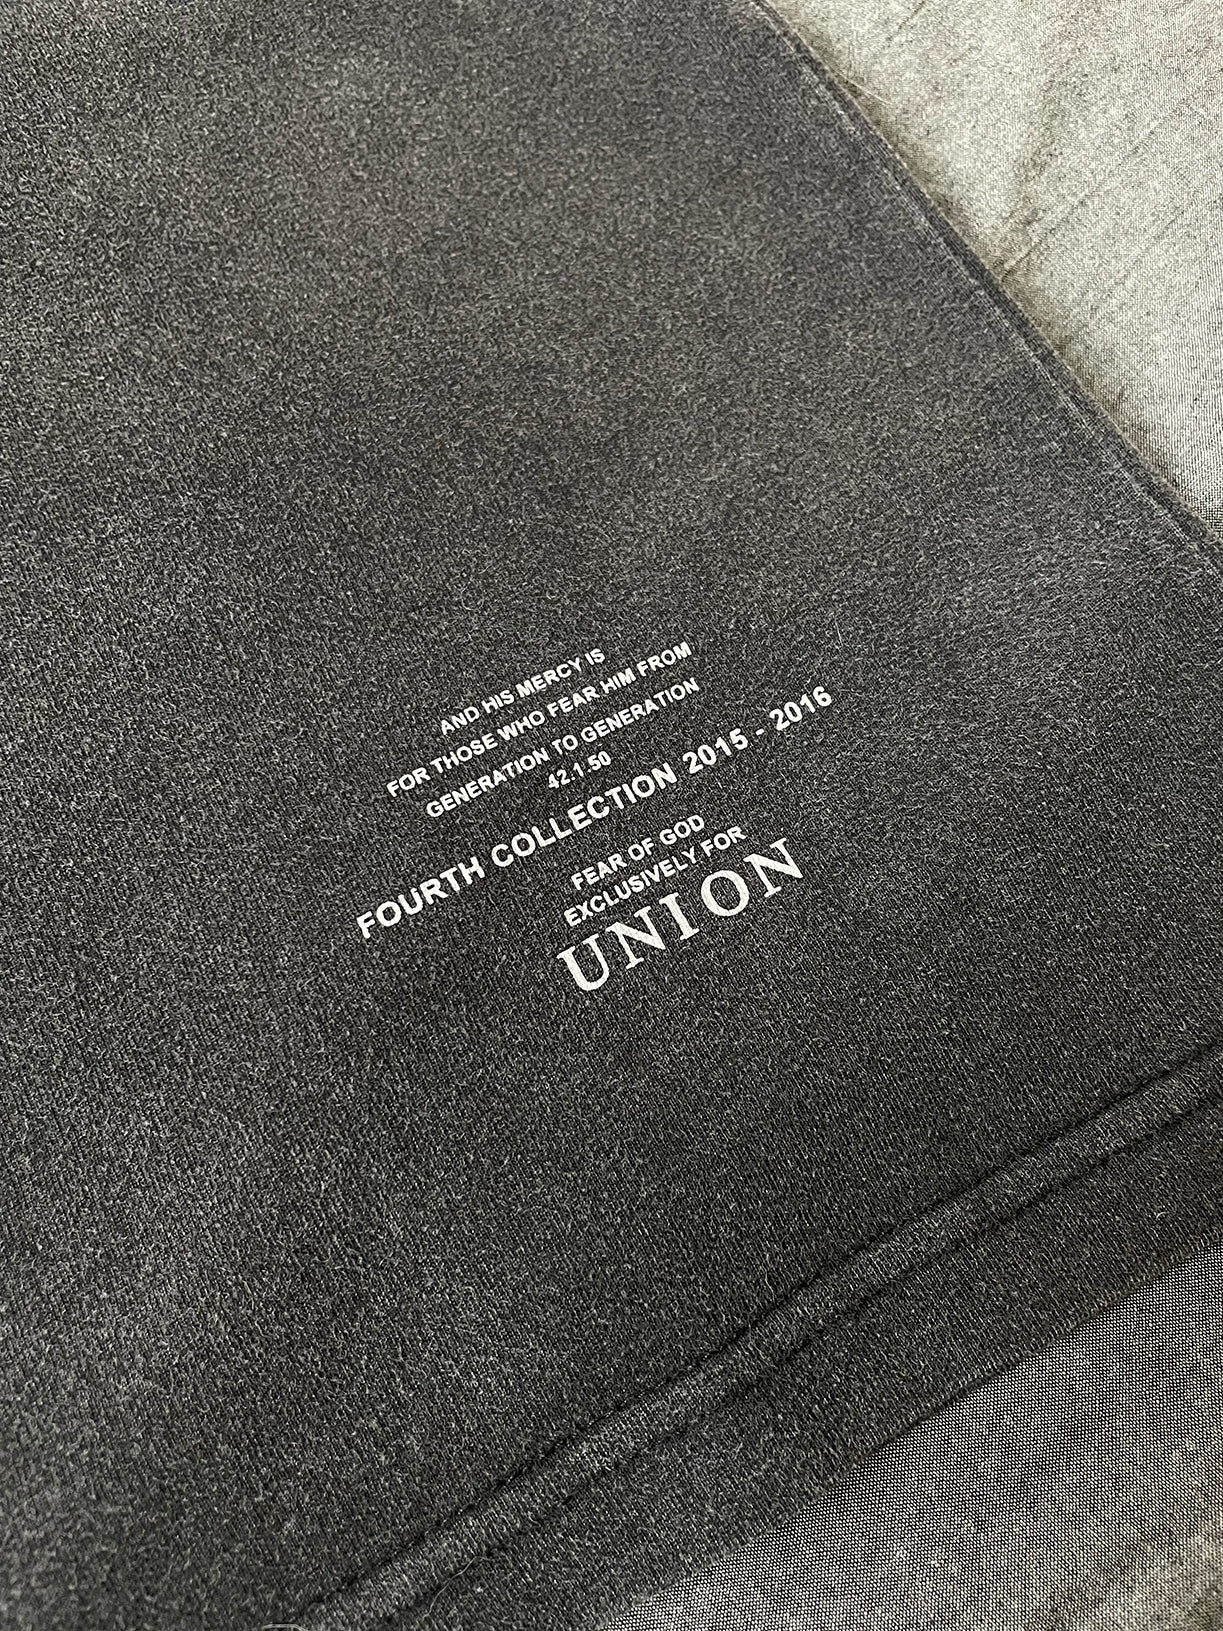 AND HIS MERCY IS
FOR THOSE WHO FEAR HIM FROM
GENERATION TO GENERATION
42.1.50
FOURTH COLLECTION 2015 - 2016
FEAR OF GOD
EXCLUSIVELY FOR
UNION